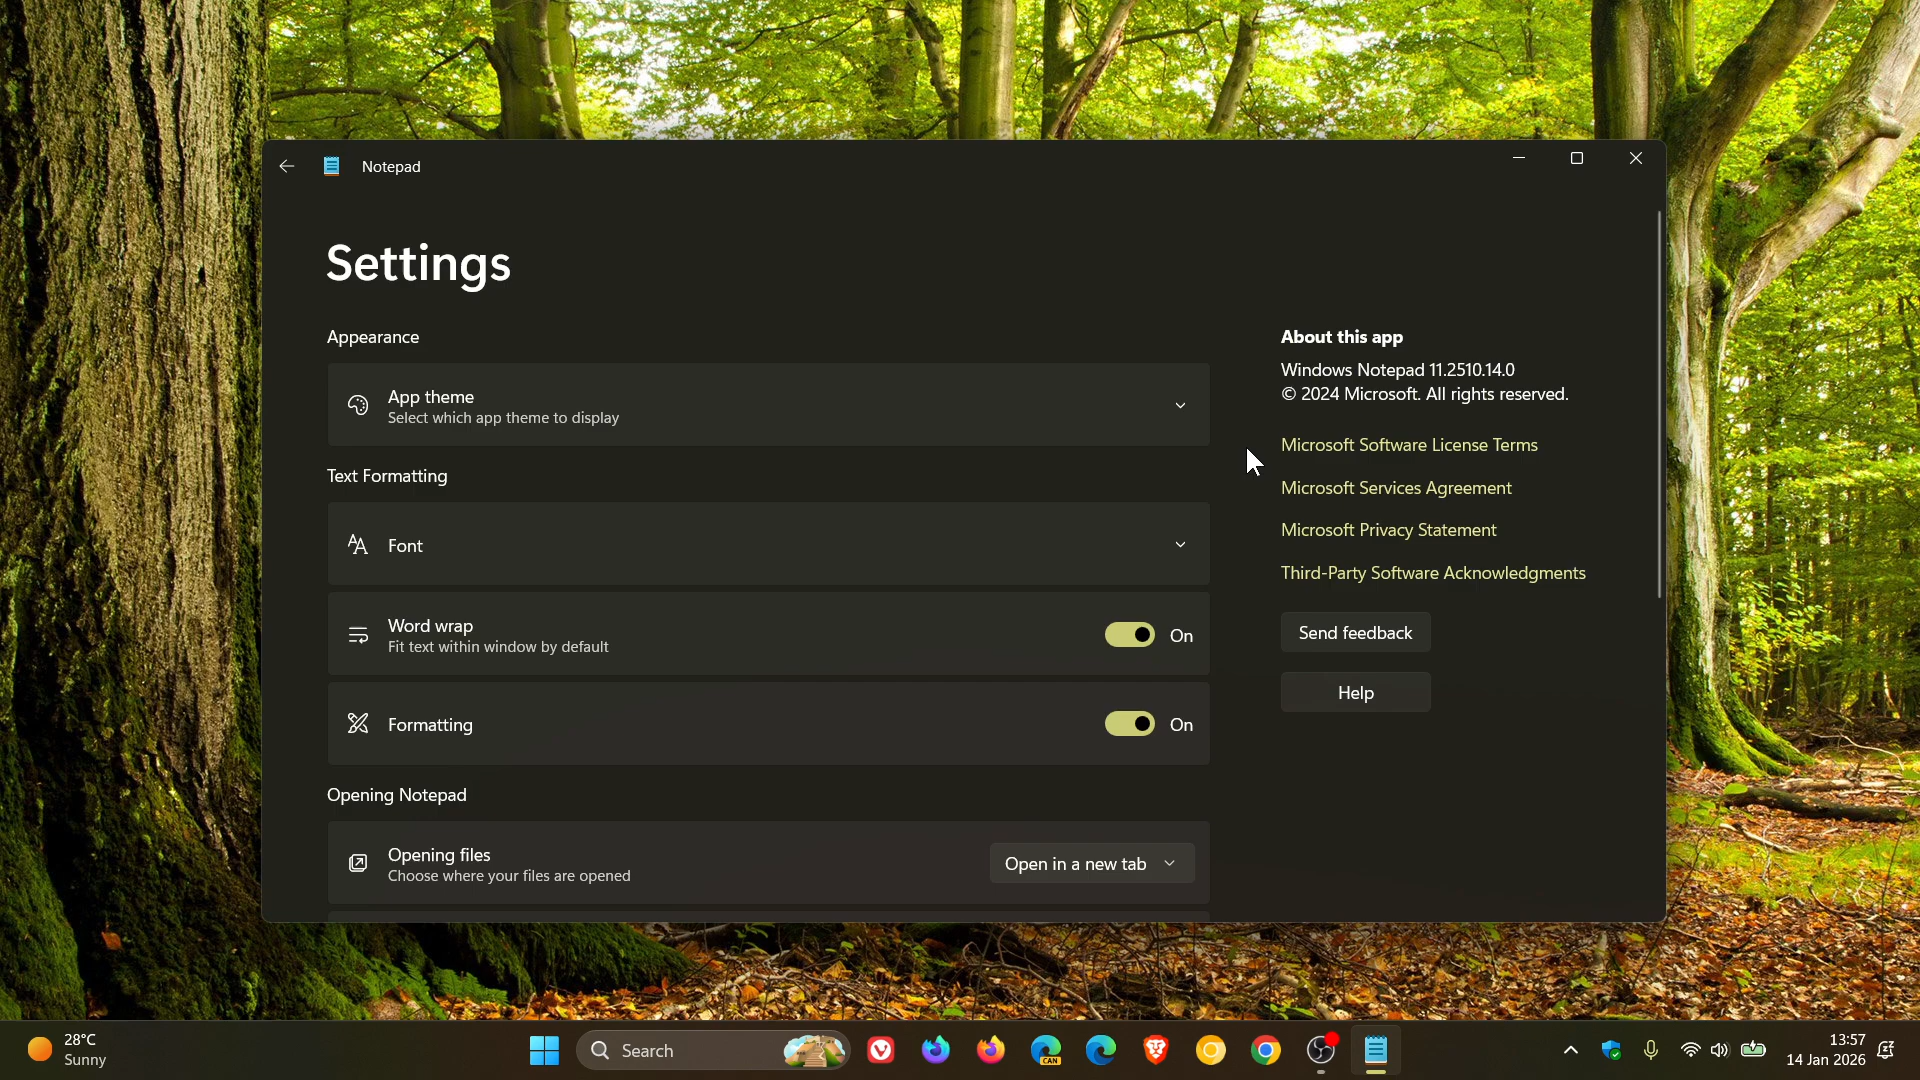 Notepad
Settings
Appearance
App theme
Select which app theme to display
Text Formatting
Font
Word wrap
Fit text within window by default
On
Formatting
On
Opening Notepad
Opening files
Choose where your files are opened
Open in a new tab
About this app
Windows Notepad 11.2510.14.0
© 2024 Microsoft. All rights reserved.
Microsoft Software License Terms
Microsoft Services Agreement
Microsoft Privacy Statement
Third-Party Software Acknowledgments
Send feedback
Help
28°C
Sunny
Search
CAN
13:57
14 Jan 2026